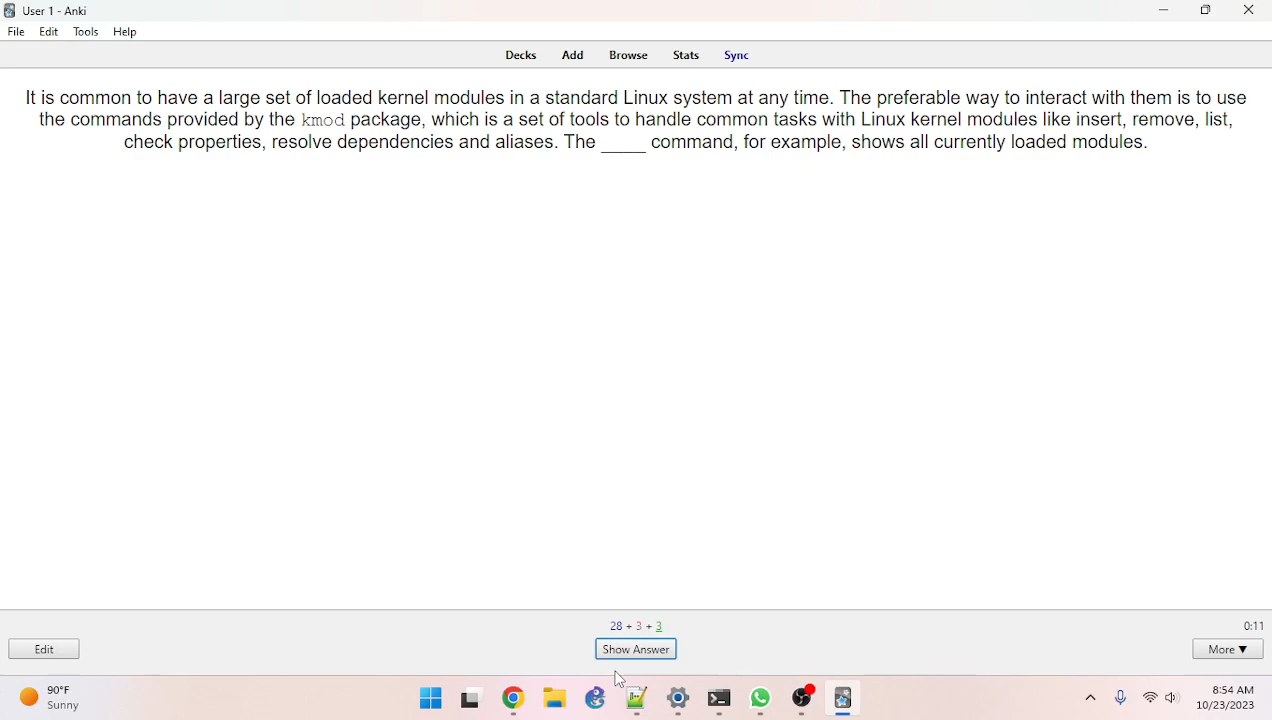 User 1 - Anki
File Edit Tools Help
Decks Add Browse Stats Sync
It is common to have a large set of loaded kernel modules in a standard Linux system at any time. The preferable way to interact with them is to use
the commands provided by the kmod package, which is a set of tools to handle common tasks with Linux kernel modules like insert, remove, list,
check properties, resolve dependencies and aliases. The _____ command, for example, shows all currently loaded modules.
28 + 3 + 3
0:11
Edit
Show Answer
More ▼
90°F
Sunny
8:54 AM
10/23/2023